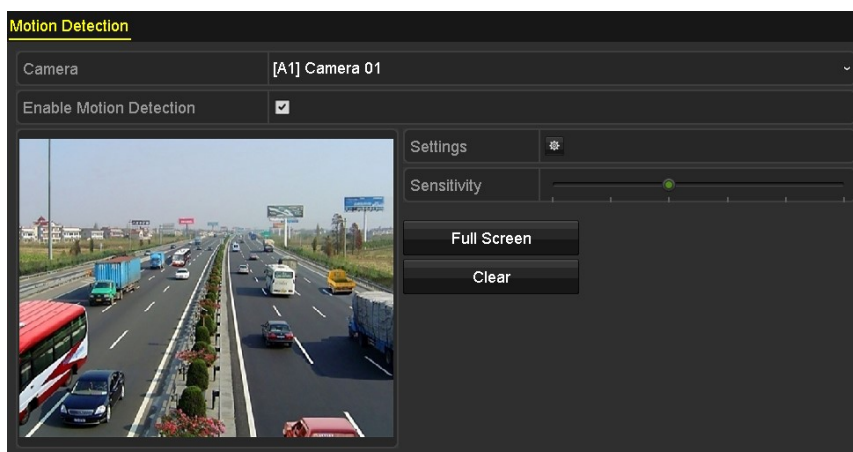 Motion Detection
Camera
[A1] Camera 01
Enable Motion Detection
Settings
Sensitivity
Full Screen
Clear